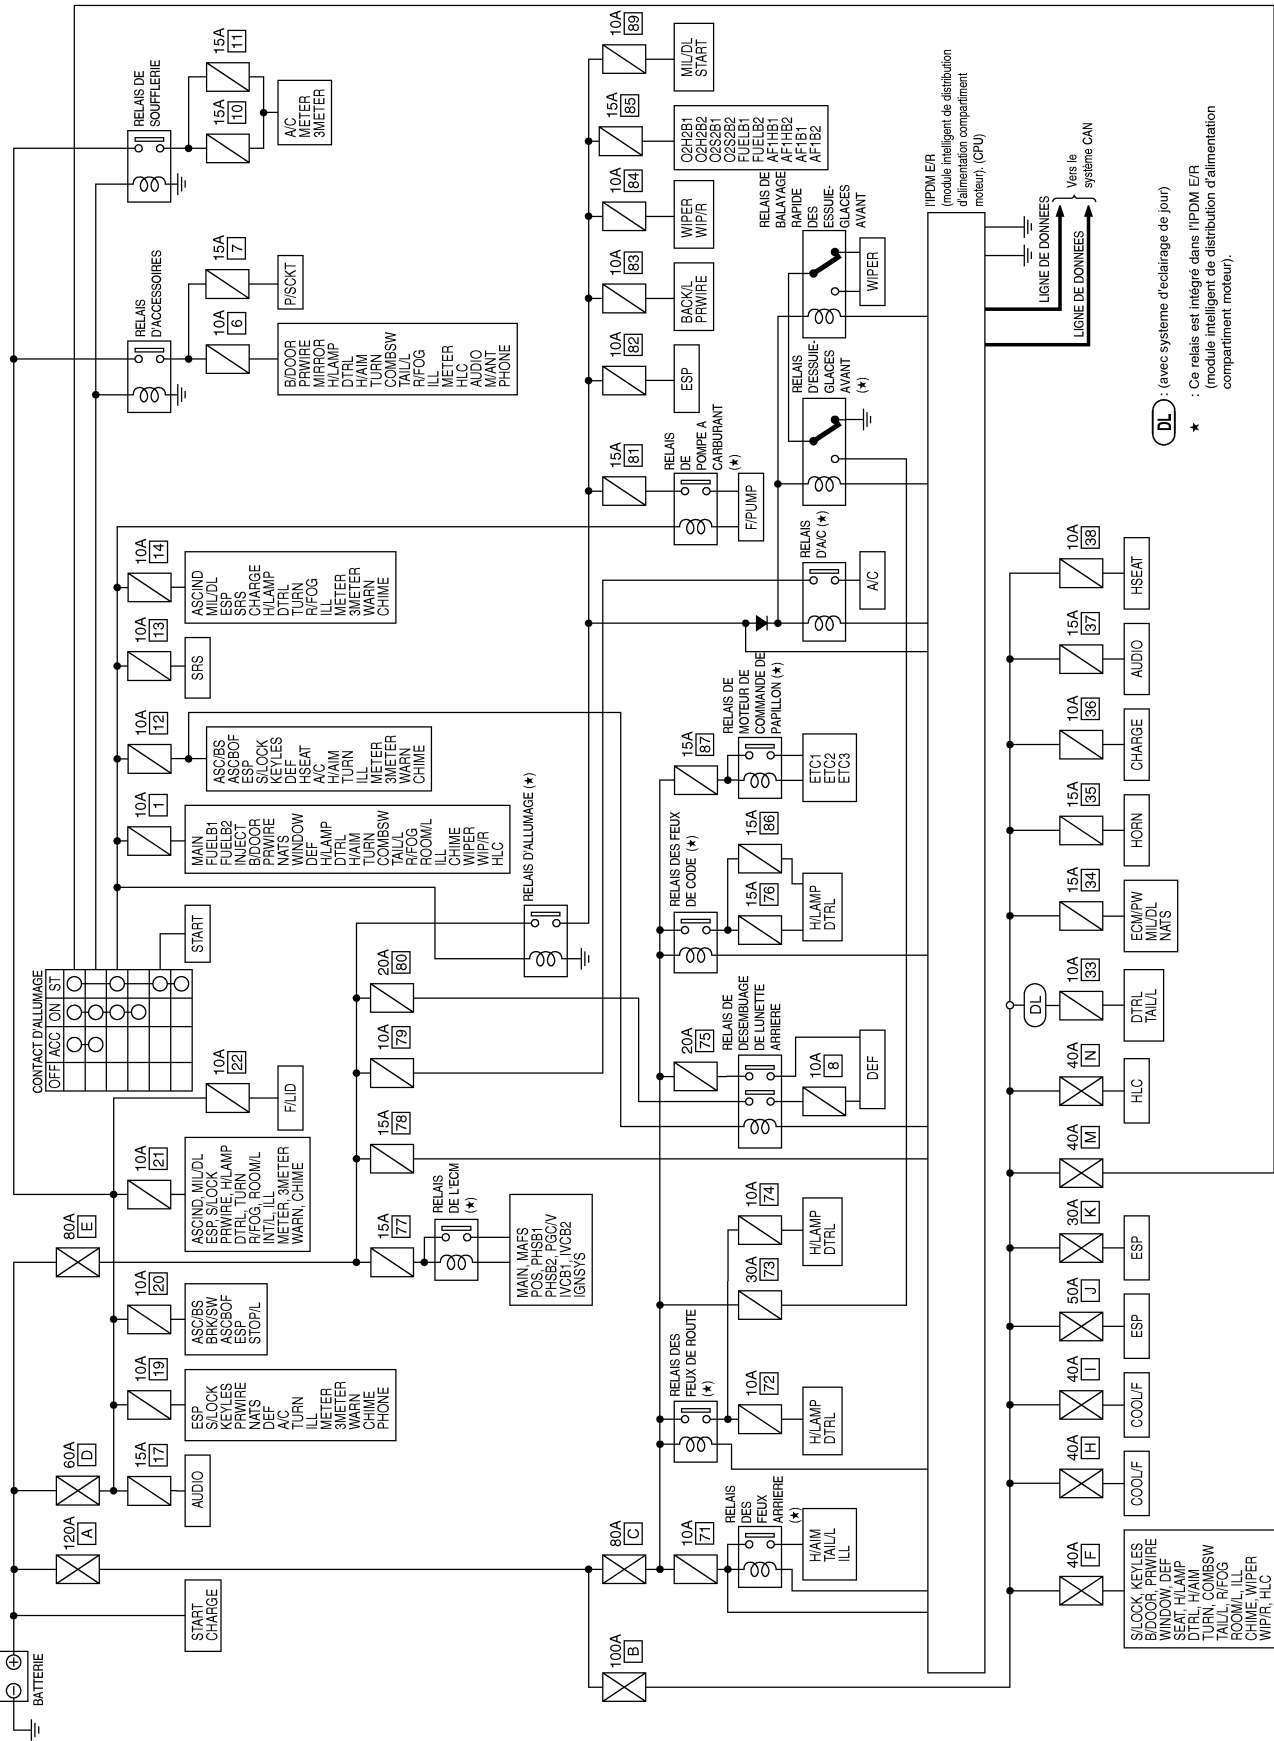 BATTERIE
START
CHARGE
120A
A
60A
D
80A
E
15A
17
AUDIO
10A
19
ESP
S/LOCK
KEYLES
PRWIRE
NATS
DEF
A/C
TURN
ILL
METER
3METER
WARN
CHIME
PHONE
10A
20
ASC/BS
BRK/SW
ASCBOF
ESP
STOP/L
10A
21
ASCIND, MIL/DL
ESP, S/LOCK
PRWIRE, H/LAMP
DTRL, TURN
R/FOG, ROOM/L
INT/L, ILL
METER, 3METER
WARN, CHIME
10A
22
F/LID
CONTACT D'ALLUMAGE
OFF ACC ON ST
START
10A
1
MAIN
FUELB1
FUELB2
INJECT
B/DOOR
PRWIRE
NATS
WINDOW
DEF
H/LAMP
DTRL
H/AIM
TURN
COMBSW
TAIL/L
R/FOG
ROOM/L
ILL
CHIME
WIPER
WIP/R
HLC
10A
12
ASC/BS
ASCBOF
ESP
S/LOCK
KEYLES
DEF
HSEAT
A/C
H/AIM
TURN
ILL
METER
3METER
WARN
CHIME
10A
13
SRS
10A
14
ASCIND
MIL/DL
ESP
SRS
CHARGE
H/LAMP
DTRL
TURN
R/FOG
ILL
METER
3METER
WARN
CHIME
RELAIS
D'ACCESSOIRES
10A
6
B/DOOR
PRWIRE
MIRROR
H/LAMP
DTRL
H/AIM
TURN
COMBSW
TAIL/L
R/FOG
ILL
METER
HLC
AUDIO
M/ANT
PHONE
15A
7
P/SCKT
RELAIS DE
SOUFFLERIE
15A
10
15A
11
A/C
METER
3METER
15A
77
RELAIS
DE L'ECM
(★)
MAIN, MAFS
POS, PHSB1
PHSB2, PGC/V
IVCB1, IVCB2
IGNSYS
15A
78
10A
79
20A
80
RELAIS D'ALLUMAGE (★)
100A
B
80A
C
10A
71
RELAIS
DES
FEUX
ARRIERE
(★)
H/AIM
TAIL/L
ILL
RELAIS DES
FEUX DE ROUTE
(★)
10A
72
H/LAMP
DTRL
30A
73
10A
74
H/LAMP
DTRL
20A
75
RELAIS DE
DESEMBUAGE
DE LUNETTE
ARRIERE
10A
8
DEF
RELAIS DES FEUX
DE CODE (★)
15A
76
15A
86
H/LAMP
DTRL
15A
87
RELAIS DE
MOTEUR DE
COMMANDE DE
PAPILLON (★)
ETC1
ETC2
ETC3
RELAIS
D'A/C (★)
A/C
15A
81
RELAIS
DE
POMPE A
CARBURANT
(★)
F/PUMP
10A
82
ESP
10A
83
BACK/L
PRWIRE
10A
84
WIPER
WIP/R
15A
85
O2H2B1
O2H2B2
O2S2B1
O2S2B2
FUELB1
FUELB2
AF1HB1
AF1HB2
AF1B1
AF1B2
10A
89
MIL/DL
START
RELAIS
D'ESSUIE-
GLACES
AVANT
(★)
RELAIS DE
BALAYAGE
RAPIDE
DES
ESSUIE-
GLACES
AVANT
WIPER
l'IPDM E/R
(module intelligent de distribution
d'alimentation compartiment
moteur). (CPU)
LIGNE DE DONNEES
LIGNE DE DONNEES
Vers le
système CAN
40A
F
S/LOCK, KEYLES
B/DOOR, PRWIRE
WINDOW, DEF
SEAT, H/LAMP
DTRL, H/AIM
TURN, COMBSW
TAIL/L, R/FOG
ROOM/L, ILL
CHIME, WIPER
WIP/R, HLC
40A
H
COOL/F
40A
I
COOL/F
50A
J
ESP
30A
K
ESP
40A
M
40A
N
HLC
DL
10A
33
DTRL
TAIL/L
15A
34
ECM/PW
MIL/DL
NATS
15A
35
HORN
10A
36
CHARGE
15A
37
AUDIO
10A
38
HSEAT
DL : (avec systeme d'eclairage de jour)
★ : Ce relais est intégré dans l'IPDM E/R
(module intelligent de distribution d'alimentation
compartiment moteur).